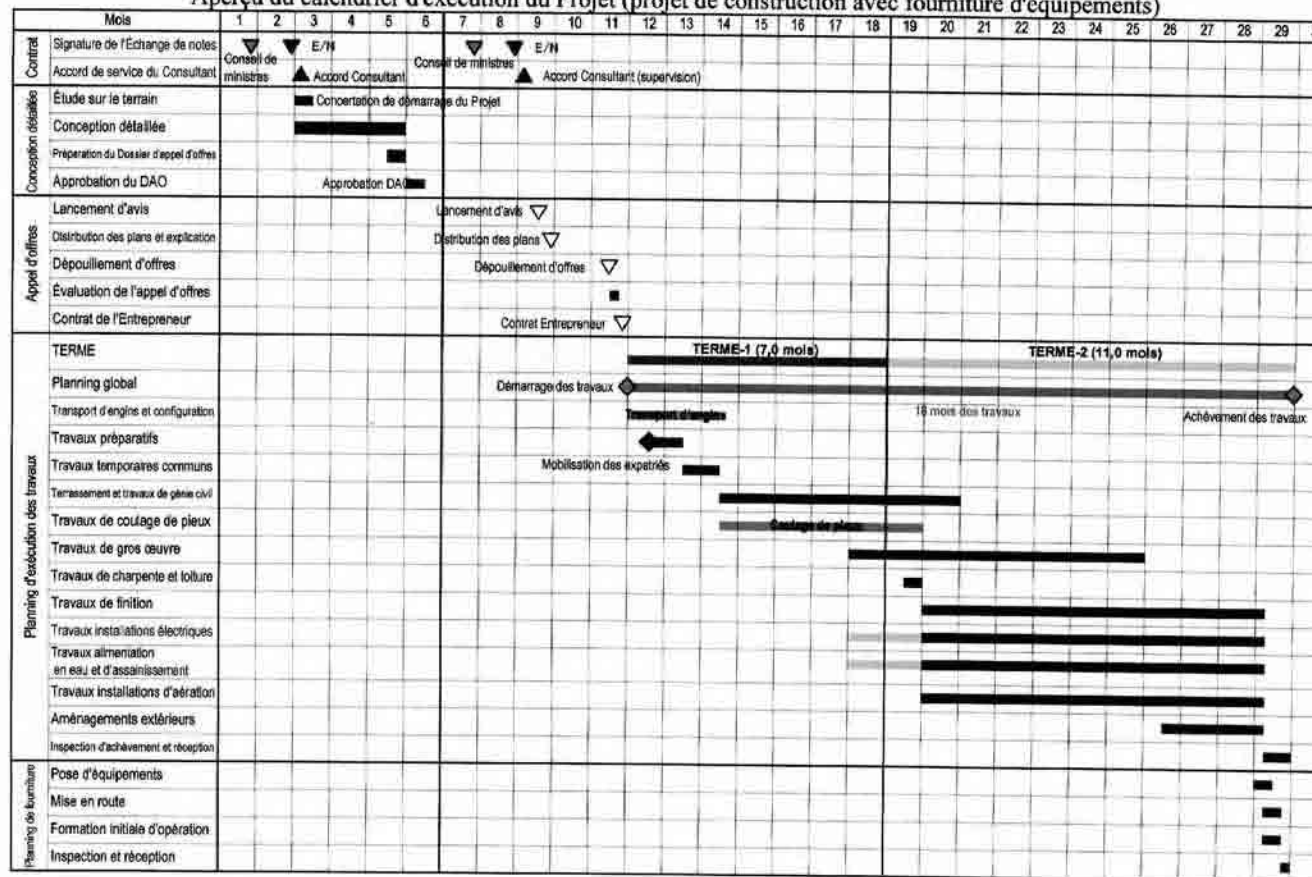 Aperçu du calendrier d'exécution du Projet (projet de construction avec fourniture d'équipements)
Mois 1 2 3 4 5 6 7 8 9 10 11 12 13 14 15 16 17 18 19 20 21 22 23 24 25 26 27 28 29
Contrat
Signature de l'Échange de notes E/N E/N
Conseil de ministres Conseil de ministres
Accord de service du Consultant Accord Consultant Accord Consultant (supervision)
Conception détaillée
Étude sur le terrain Concertation de démarrage du Projet
Conception détaillée
Préparation du Dossier d'appel d'offres
Approbation du DAO Approbation DAO
Appel d'offres
Lancement d'avis Lancement d'avis
Distribution des plans et explication Distribution des plans
Dépouillement d'offres Dépouillement d'offres
Évaluation de l'appel d'offres
Contrat de l'Entrepreneur Contrat Entrepreneur
Planning d'exécution des travaux
TERME TERME-1 (7,0 mois) TERME-2 (11,0 mois)
Planning global Démarrage des travaux 18 mois des travaux Achèvement des travaux
Transport d'engins et configuration Transport d'engins
Travaux préparatifs Mobilisation des expatriés
Travaux temporaires communs
Terrassement et travaux de génie civil
Travaux de coulage de pieux Coulage de pieux
Travaux de gros œuvre
Travaux de charpente et toiture
Travaux de finition
Travaux installations électriques
Travaux alimentation
en eau et d'assainissement
Travaux installations d'aération
Aménagements extérieurs
Inspection d'achèvement et réception
Planning de fourniture
Pose d'équipements
Mise en route
Formation initiale d'opération
Inspection et réception